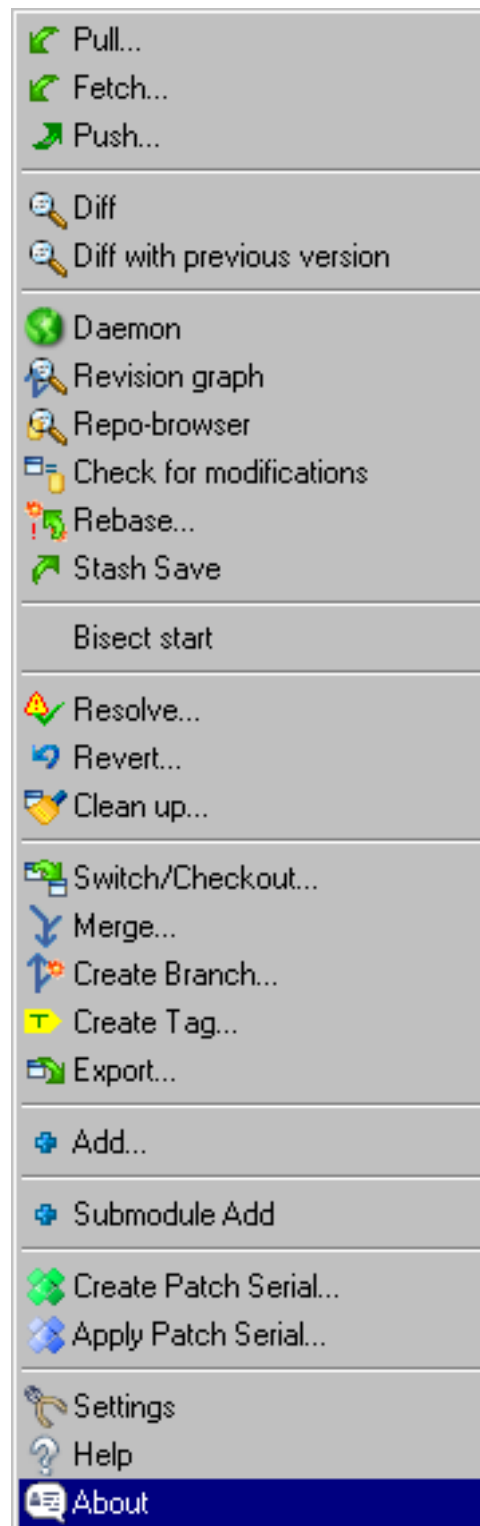 Pull...
Fetch...
Push...
Diff
Diff with previous version
Daemon
Revision graph
Repo-browser
Check for modifications
Rebase...
Stash Save
Bisect start
Resolve...
Revert...
Clean up...
Switch/Checkout...
Merge...
Create Branch...
Create Tag...
Export...
Add...
Submodule Add
Create Patch Serial...
Apply Patch Serial...
Settings
Help
About